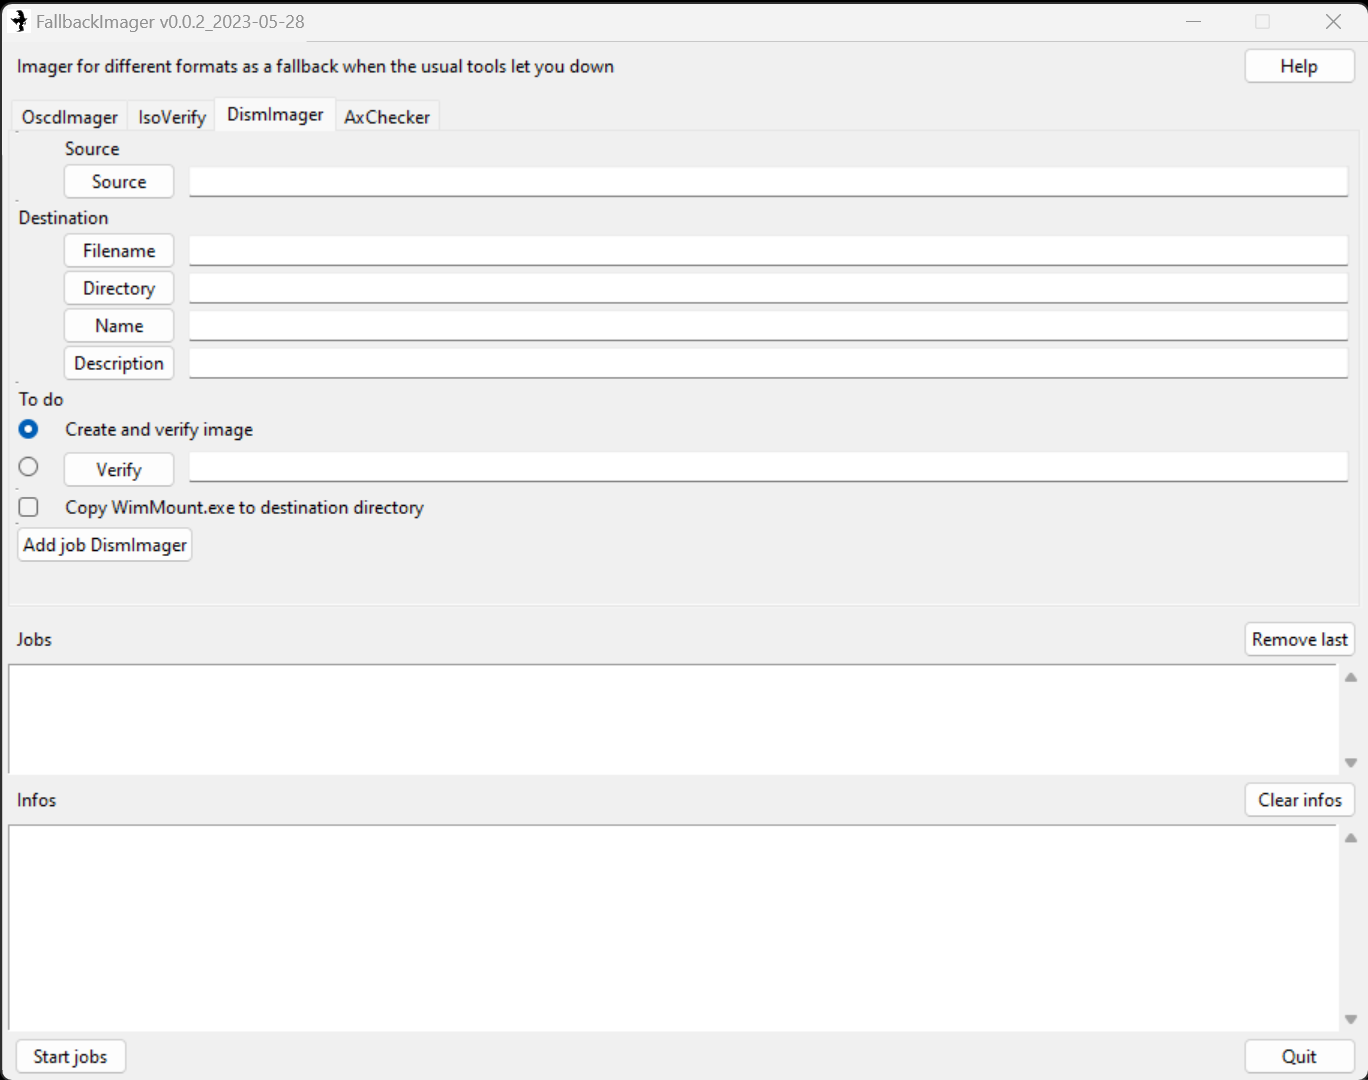 FallbackImager v0.0.2_2023-05-28
Imager for different formats as a fallback when the usual tools let you down
Help
OscdImager IsoVerify DismImager AxChecker
Source
Source
Destination
Filename
Directory
Name
Description
To do
Create and verify image
Verify
Copy WimMount.exe to destination directory
Add job DismImager
Jobs
Remove last
Infos
Clear infos
Start jobs
Quit